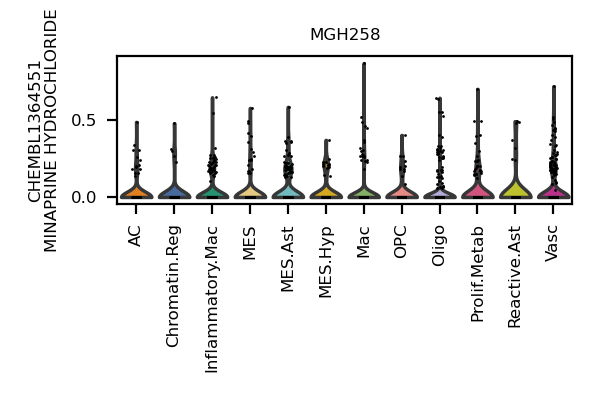 MGH258
CHEMBL1364551
MINAPRINE HYDROCHLORIDE
0.5
0.0
AC
Chromatin.Reg
Inflammatory.Mac
MES
MES.Ast
MES.Hyp
Mac
OPC
Oligo
Prolif.Metab
Reactive.Ast
Vasc